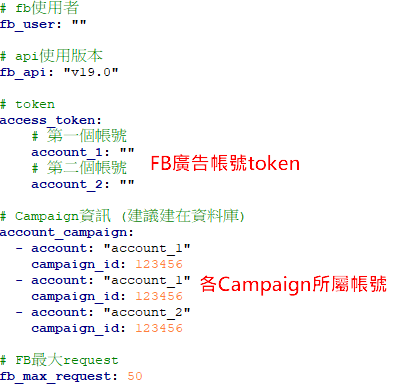 # fb使用者
fb_user: ""
# api使用版本
fb_api: "v19.0"
# token
access_token:
# 第一個帳號
account_1: ""
# 第二個帳號
account_2: ""
FB廣告帳號token
# Campaign資訊 (建議建在資料庫)
account_campaign:
- account: "account_1"
campaign_id: 123456
- account: "account_1"
campaign_id: 123456
- account: "account_2"
campaign_id: 123456
各Campaign所屬帳號
# FB最大request
fb_max_request: 50